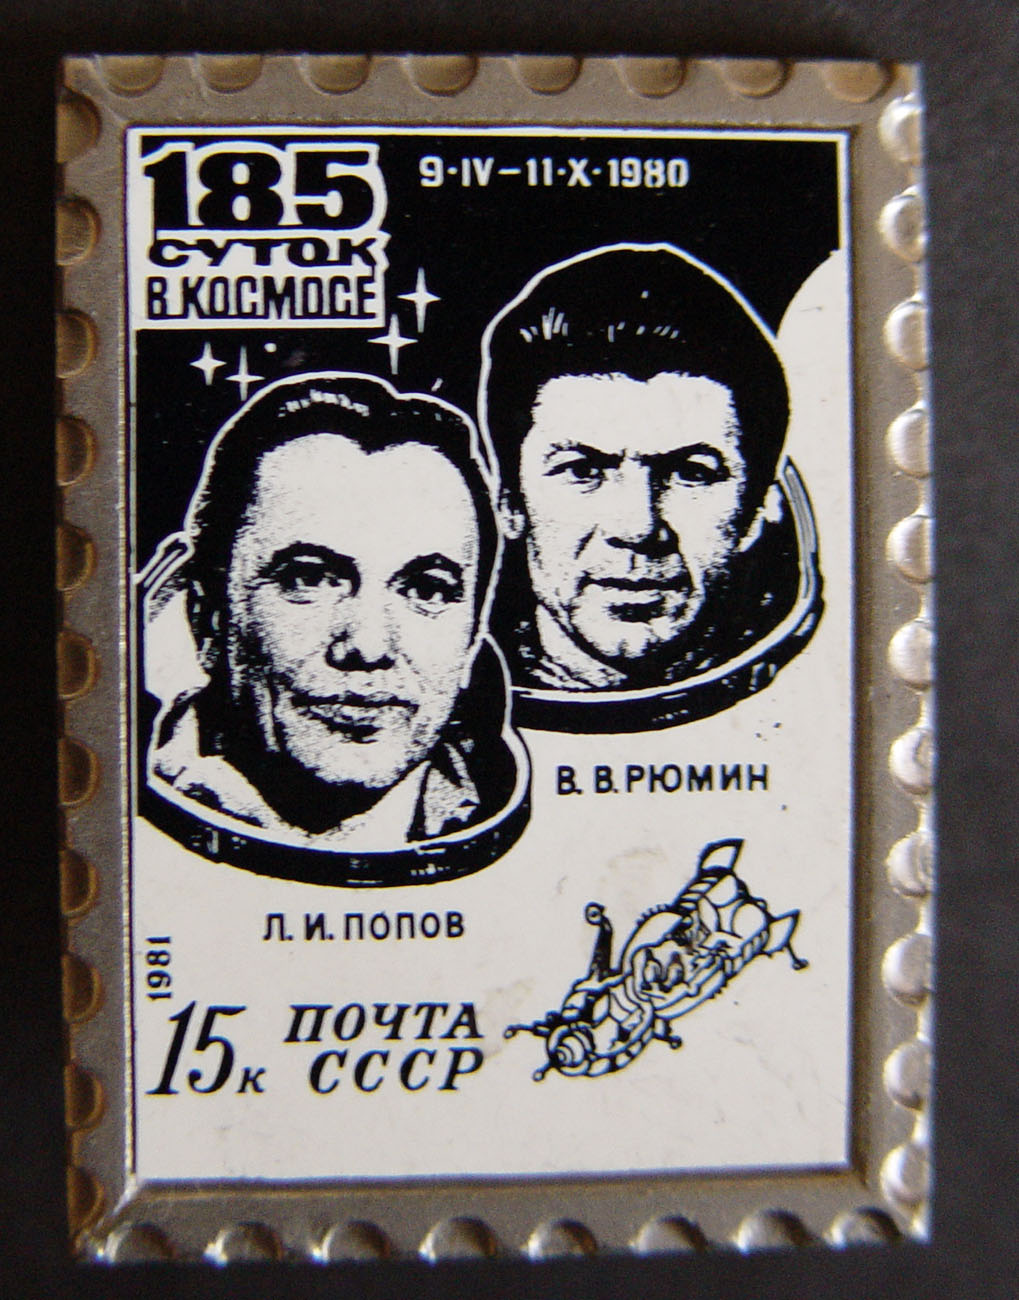 185
СУТОК
В КОСМОСЕ
9·IV–11·X·1980
В. В. РЮМИН
Л. И. ПОПОВ
1981
15к ПОЧТА
СССР